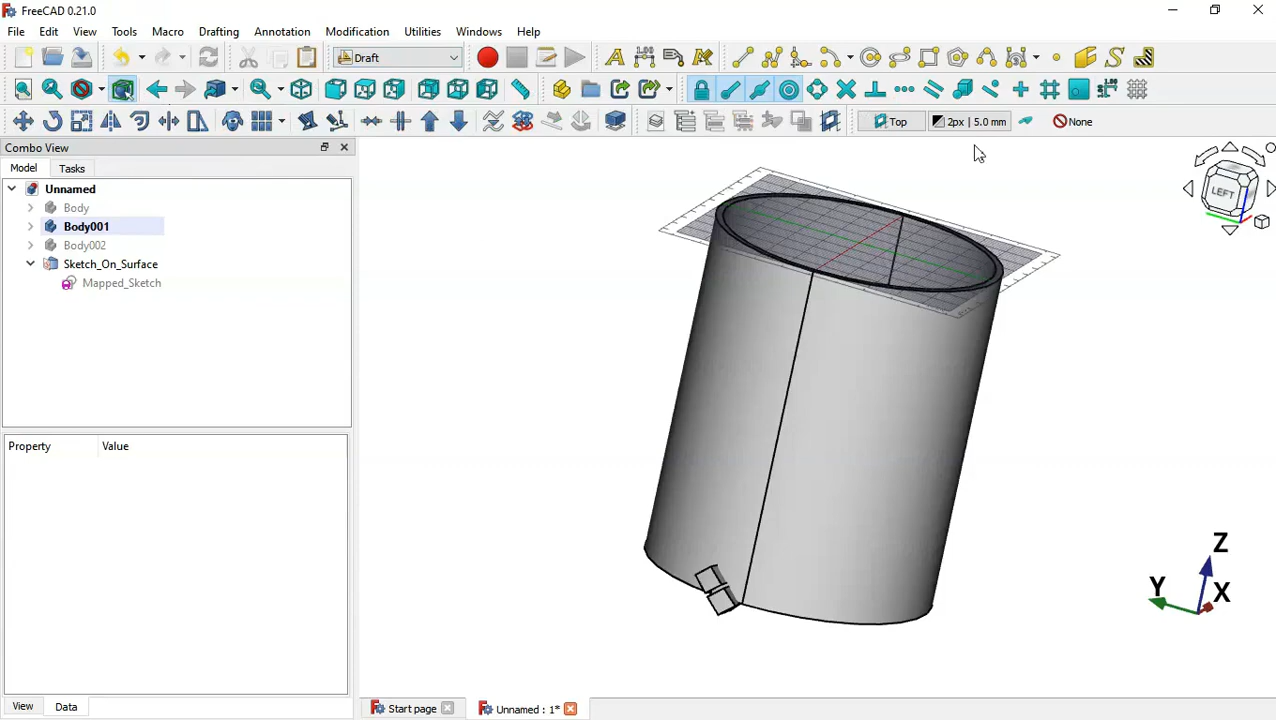 FreeCAD 0.21.0
File Edit View Tools Macro Drafting Annotation Modification Utilities Windows Help
Draft
Top 2px | 5.0 mm None
Combo View
Model Tasks
Unnamed
Body
Body001
Body002
Sketch_On_Surface
Mapped_Sketch
Property Value
LEFT
Z
Y X
View Data
Start page Unnamed : 1*